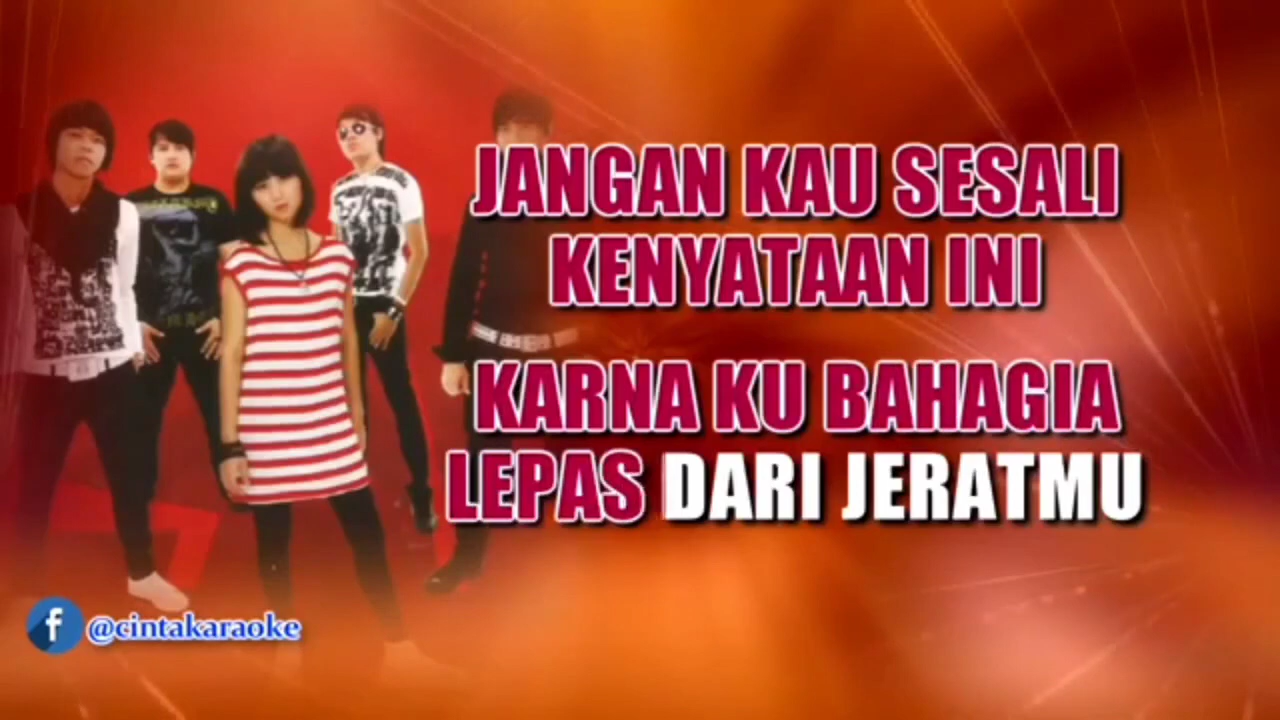 JANGAN KAU SESALI
KENYATAAN INI
KARNA KU BAHAGIA
LEPAS DARI JERATMU
f @cintakaraoke